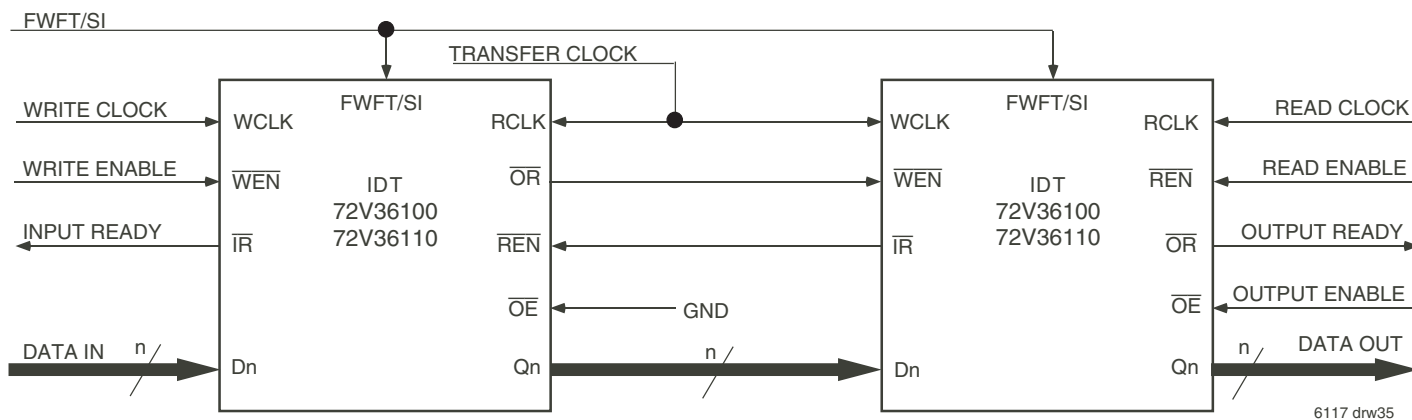 FWFT/SI
TRANSFER CLOCK
FWFT/SI
FWFT/SI
WRITE CLOCK
WCLK
RCLK
WCLK
RCLK
READ CLOCK
WRITE ENABLE
WEN
IDT
72V36100
72V36110
OR
WEN
IDT
72V36100
72V36110
REN
READ ENABLE
INPUT READY
IR
REN
IR
OR
OUTPUT READY
OE
GND
OE
OUTPUT ENABLE
DATA IN
n
Dn
Qn
n
Dn
Qn
n
DATA OUT
6117 drw35